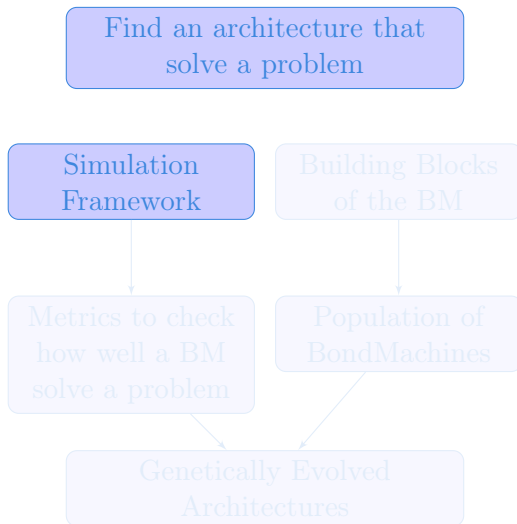 Find an architecture that
solve a problem
Simulation
Framework
Building Blocks
of the BM
Metrics to check
how well a BM
solve a problem
Population of
BondMachines
Genetically Evolved
Architectures